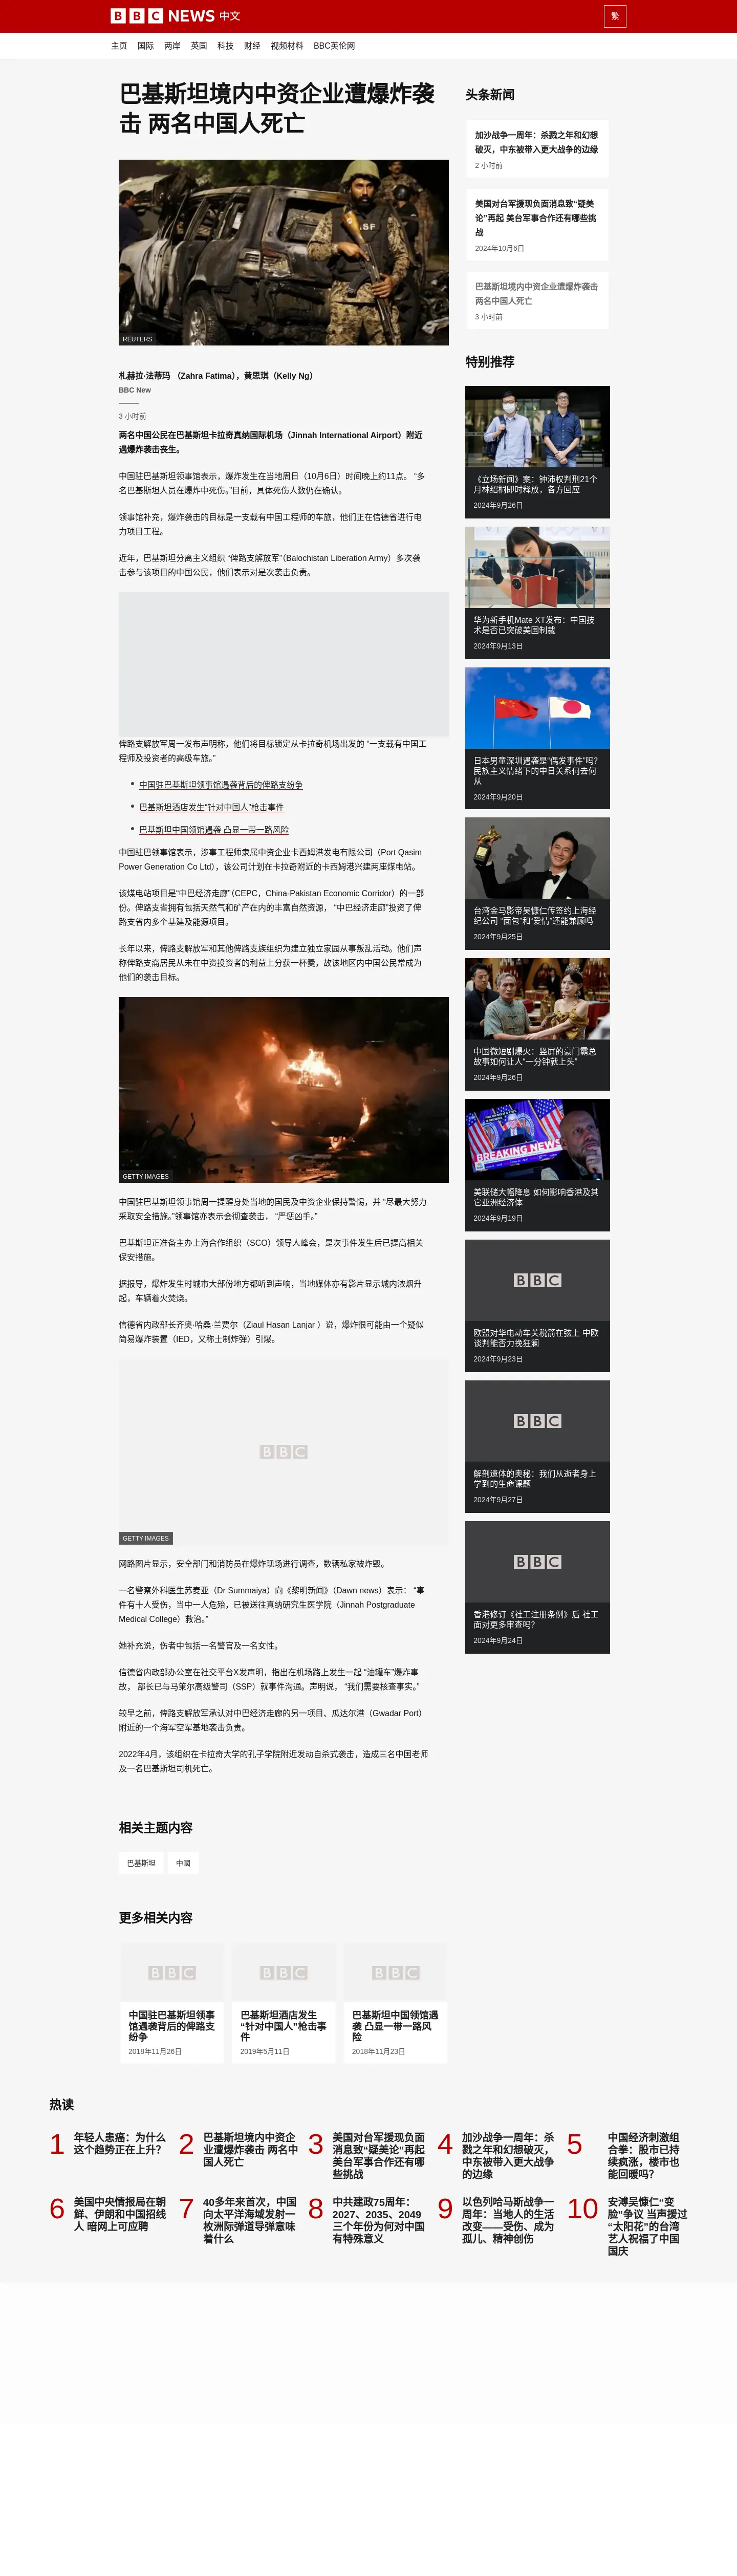 BBC NEWS 中文
繁
主页 国际 两岸 英国 科技 财经 视频材料 BBC英伦网
巴基斯坦境内中资企业遭爆炸袭
击 两名中国人死亡
SF
REUTERS
札赫拉·法蒂玛 （Zahra Fatima），黄思琪（Kelly Ng）
BBC New
3 小时前
两名中国公民在巴基斯坦卡拉奇真纳国际机场（Jinnah International Airport）附近
遇爆炸袭击丧生。
中国驻巴基斯坦领事馆表示，爆炸发生在当地周日（10月6日）时间晚上约11点。 “多
名巴基斯坦人员在爆炸中死伤。”目前，具体死伤人数仍在确认。
领事馆补充，爆炸袭击的目标是一支载有中国工程师的车旅，他们正在信德省进行电
力项目工程。
近年，巴基斯坦分离主义组织 “俾路支解放军”（Balochistan Liberation Army）多次袭
击参与该项目的中国公民，他们表示对是次袭击负责。
俾路支解放军周一发布声明称，他们将目标锁定从卡拉奇机场出发的 “一支载有中国工
程师及投资者的高级车旅。”
中国驻巴基斯坦领事馆遇袭背后的俾路支纷争
巴基斯坦酒店发生“针对中国人”枪击事件
巴基斯坦中国领馆遇袭 凸显一带一路风险
中国驻巴领事馆表示，涉事工程师隶属中资企业卡西姆港发电有限公司（Port Qasim
Power Generation Co Ltd），该公司计划在卡拉奇附近的卡西姆港兴建两座煤电站。
该煤电站项目是“中巴经济走廊”（CEPC，China-Pakistan Economic Corridor）的一部
份。俾路支省拥有包括天然气和矿产在内的丰富自然资源， “中巴经济走廊”投资了俾
路支省内多个基建及能源项目。
长年以来，俾路支解放军和其他俾路支族组织为建立独立家园从事叛乱活动。他们声
称俾路支裔居民从未在中资投资者的利益上分获一杯羹，故该地区内中国公民常成为
他们的袭击目标。
GETTY IMAGES
中国驻巴基斯坦领事馆周一提醒身处当地的国民及中资企业保持警惕，并 “尽最大努力
采取安全措施。”领事馆亦表示会彻查袭击， “严惩凶手。”
巴基斯坦正准备主办上海合作组织（SCO）领导人峰会，是次事件发生后已提高相关
保安措施。
据报导，爆炸发生时城市大部份地方都听到声响，当地媒体亦有影片显示城内浓烟升
起，车辆着火焚烧。
信德省内政部长齐奥·哈桑·兰贾尔（Ziaul Hasan Lanjar ）说，爆炸很可能由一个疑似
简易爆炸装置（IED，又称土制炸弹）引爆。
BBC
GETTY IMAGES
网路图片显示，安全部门和消防员在爆炸现场进行调查，数辆私家被炸毁。
一名警察外科医生苏麦亚（Dr Summaiya）向《黎明新闻》（Dawn news）表示： “事
件有十人受伤，当中一人危殆，已被送往真纳研究生医学院（Jinnah Postgraduate
Medical College）救治。”
她补充说，伤者中包括一名警官及一名女性。
信德省内政部办公室在社交平台X发声明，指出在机场路上发生一起 “油罐车”爆炸事
故， 部长已与马策尔高级警司（SSP）就事件沟通。声明说， “我们需要核查事实。”
较早之前，俾路支解放军承认对中巴经济走廊的另一项目、瓜达尔港（Gwadar Port）
附近的一个海军空军基地袭击负责。
2022年4月，该组织在卡拉奇大学的孔子学院附近发动自杀式袭击，造成三名中国老师
及一名巴基斯坦司机死亡。
相关主题内容
巴基斯坦 中國
更多相关内容
BBC
中国驻巴基斯坦领事
馆遇袭背后的俾路支
纷争
2018年11月26日
BBC
巴基斯坦酒店发生
“针对中国人”枪击事
件
2019年5月11日
BBC
巴基斯坦中国领馆遇
袭 凸显一带一路风
险
2018年11月23日
头条新闻
加沙战争一周年：杀戮之年和幻想
破灭，中东被带入更大战争的边缘
2 小时前
美国对台军援现负面消息致“疑美
论”再起 美台军事合作还有哪些挑
战
2024年10月6日
巴基斯坦境内中资企业遭爆炸袭击
两名中国人死亡
3 小时前
特别推荐
《立场新闻》案：钟沛权判刑21个
月林绍桐即时释放，各方回应
2024年9月26日
华为新手机Mate XT发布：中国技
术是否已突破美国制裁
2024年9月13日
日本男童深圳遇袭是“偶发事件”吗？
民族主义情绪下的中日关系何去何
从
2024年9月20日
台湾金马影帝吴慷仁传签约上海经
纪公司 “面包”和“爱情”还能兼顾吗
2024年9月25日
中国微短剧爆火：竖屏的豪门霸总
故事如何让人“一分钟就上头”
2024年9月26日
BREAKING NEWS
美联储大幅降息 如何影响香港及其
它亚洲经济体
2024年9月19日
BBC
欧盟对华电动车关税箭在弦上 中欧
谈判能否力挽狂澜
2024年9月23日
BBC
解剖遗体的奥秘：我们从逝者身上
学到的生命课题
2024年9月27日
BBC
香港修订《社工注册条例》后 社工
面对更多审查吗？
2024年9月24日
热读
1 年轻人患癌：为什么
这个趋势正在上升？
2 巴基斯坦境内中资企
业遭爆炸袭击 两名中
国人死亡
3 美国对台军援现负面
消息致“疑美论”再起
美台军事合作还有哪
些挑战
4 加沙战争一周年：杀
戮之年和幻想破灭，
中东被带入更大战争
的边缘
5 中国经济刺激组
合拳：股市已持
续疯涨，楼市也
能回暖吗？
6 美国中央情报局在朝
鲜、伊朗和中国招线
人 暗网上可应聘
7 40多年来首次，中国
向太平洋海域发射一
枚洲际弹道导弹意味
着什么
8 中共建政75周年：
2027、2035、2049
三个年份为何对中国
有特殊意义
9 以色列哈马斯战争一
周年：当地人的生活
改变——受伤、成为
孤儿、精神创伤
10 安溥吴慷仁“变
脸”争议 当声援过
“太阳花”的台湾
艺人祝福了中国
国庆